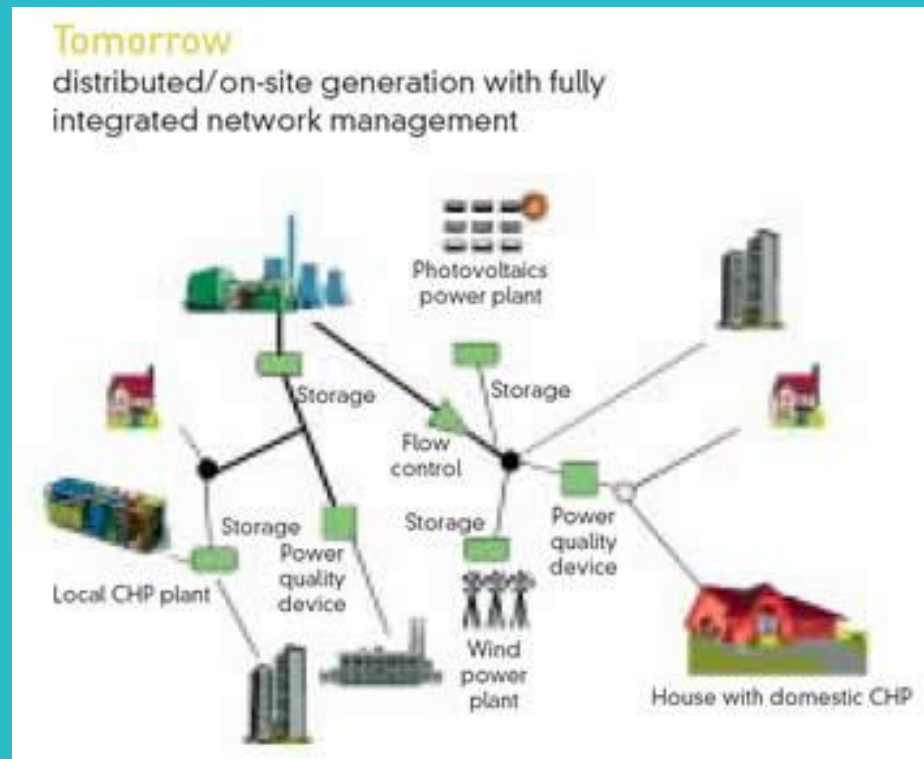 Tomorrow
distributed/on-site generation with fully
integrated network management
Photovoltaics
power plant
Storage
Storage
Flow
control
Storage
Storage
Power
quality
device
Power
quality
device
Local CHP plant
Wind
power
plant
House with domestic CHP